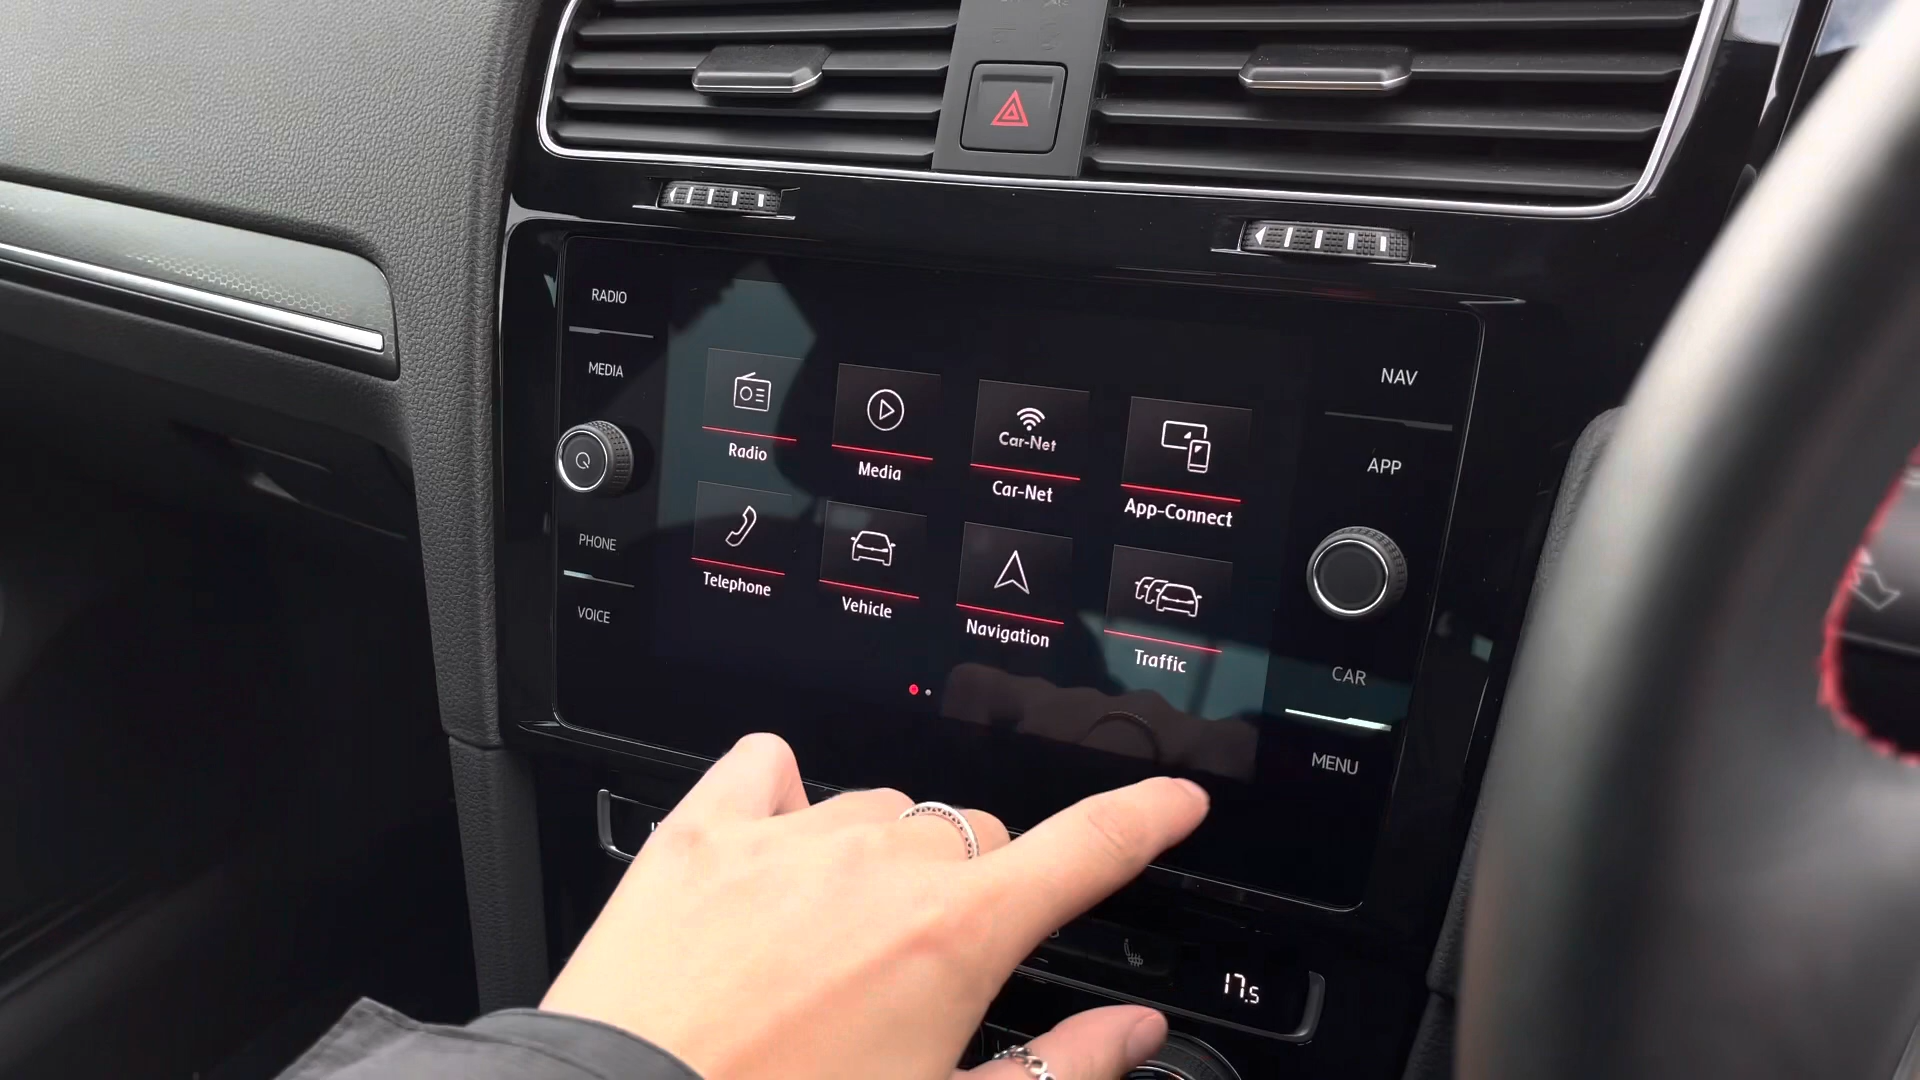 RADIO
MEDIA
PHONE
VOICE
Radio
Media
Car-Net
Car-Net
App-Connect
Telephone
Vehicle
Navigation
Traffic
NAV
APP
CAR
MENU
17.5